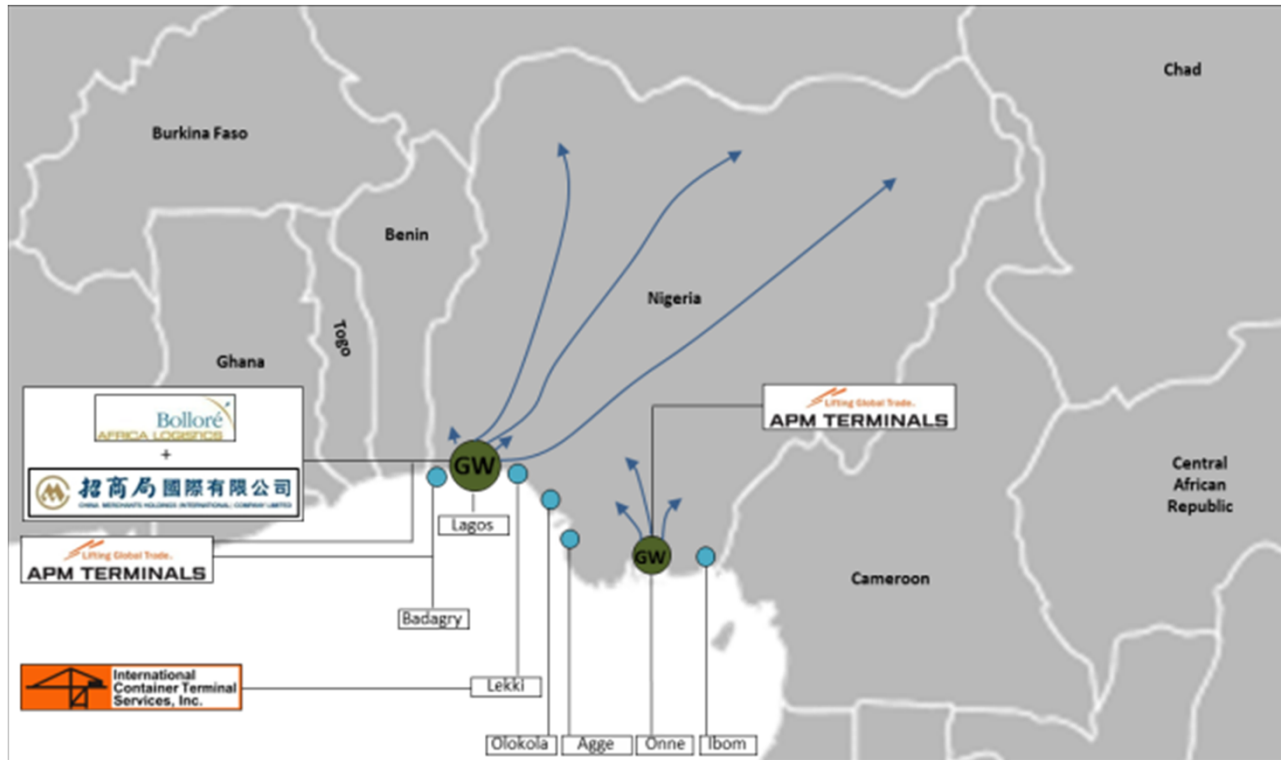 Chad
Burkina Faso
Benin
Nigeria
Togo
Ghana
Bolloré
AFRICA LOGISTICS
+
招商局國際有限公司
CHINA MERCHANTS HOLDINGS (INTERNATIONAL) COMPANY LIMITED
Lifting Global Trade.
APM TERMINALS
GW
Central
African
Republic
Lagos
Lifting Global Trade.
APM TERMINALS
GW
Cameroon
Badagry
International
Container Terminal
Services, Inc.
Lekki
Olokola
Agge
Onne
Ibom